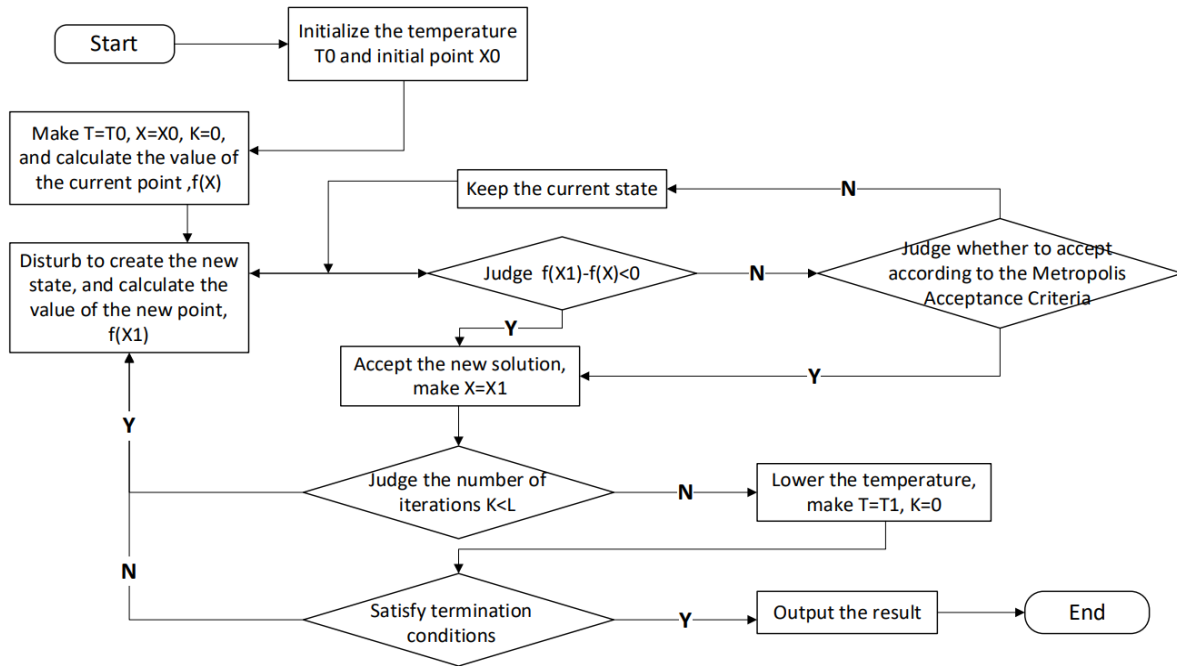 Start
Initialize the temperature
T0 and initial point X0
Make T=T0, X=X0, K=0,
and calculate the value of
the current point ,f(X)
Keep the current state
N
Disturb to create the new
state, and calculate the
value of the new point,
f(X1)
Judge f(X1)-f(X)<0
N
Judge whether to accept
according to the Metropolis
Acceptance Criteria
Y
Accept the new solution,
make X=X1
Y
Y
Judge the number of
iterations K<L
N
Lower the temperature,
make T=T1, K=0
N
Satisfy termination
conditions
Y
Output the result
End